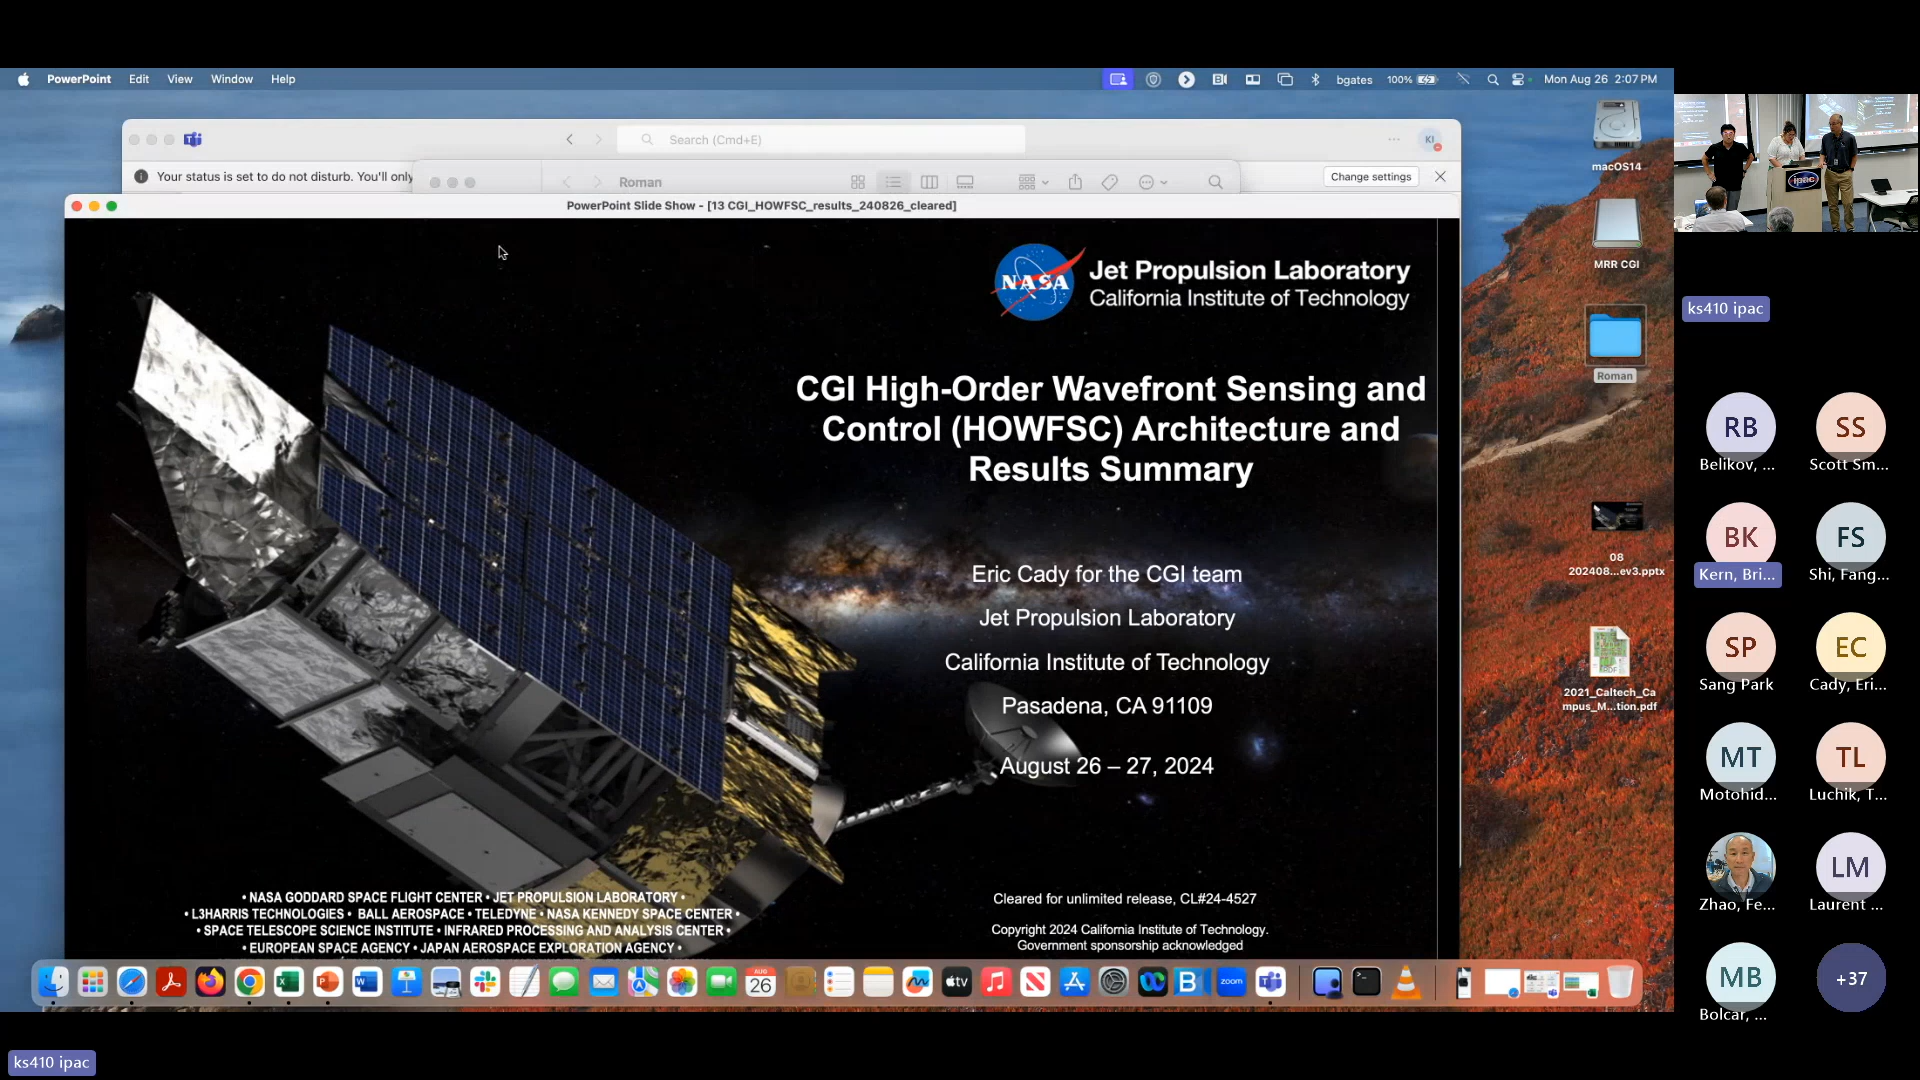 PowerPoint Edit View Window Help
bgates 100% Mon Aug 26 2:07 PM
Search (Cmd+E)
KI
Your status is set to do not disturb. You'll only
Change settings
Roman
PowerPoint Slide Show - [13 CGI_HOWFSC_results_240826_cleared]
NASA
Jet Propulsion Laboratory
California Institute of Technology
CGI High-Order Wavefront Sensing and
Control (HOWFSC) Architecture and
Results Summary
Eric Cady for the CGI team
Jet Propulsion Laboratory
California Institute of Technology
Pasadena, CA 91109
August 26 – 27, 2024
• NASA GODDARD SPACE FLIGHT CENTER • JET PROPULSION LABORATORY •
• L3HARRIS TECHNOLOGIES • BALL AEROSPACE • TELEDYNE • NASA KENNEDY SPACE CENTER •
• SPACE TELESCOPE SCIENCE INSTITUTE • INFRARED PROCESSING AND ANALYSIS CENTER •
• EUROPEAN SPACE AGENCY • JAPAN AEROSPACE EXPLORATION AGENCY •
Cleared for unlimited release, CL#24-4527
Copyright 2024 California Institute of Technology.
Government sponsorship acknowledged
macOS14
MRR CGI
Roman
08
202408...ev3.pptx
2021_Caltech_Ca
mpus_M...tion.pdf
AUG
26
tv
zoom
ipac
ks410 ipac
RB
Belikov, ...
SS
Scott Sm...
BK
Kern, Bri...
FS
Shi, Fang...
SP
Sang Park
EC
Cady, Eri...
MT
Motohid...
TL
Luchik, T...
Zhao, Fe...
LM
Laurent ...
MB
Bolcar, ...
+37
ks410 ipac